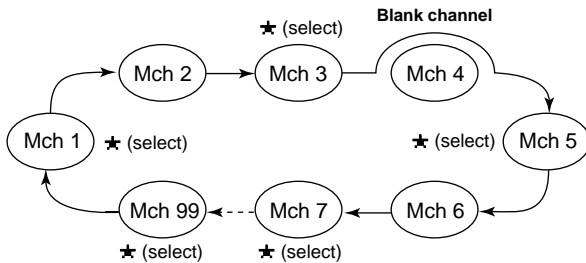 Blank channel
★ (select)
Mch 2
Mch 3
Mch 4
Mch 1
★ (select)
★ (select)
Mch 5
Mch 99
Mch 7
Mch 6
★ (select)
★ (select)